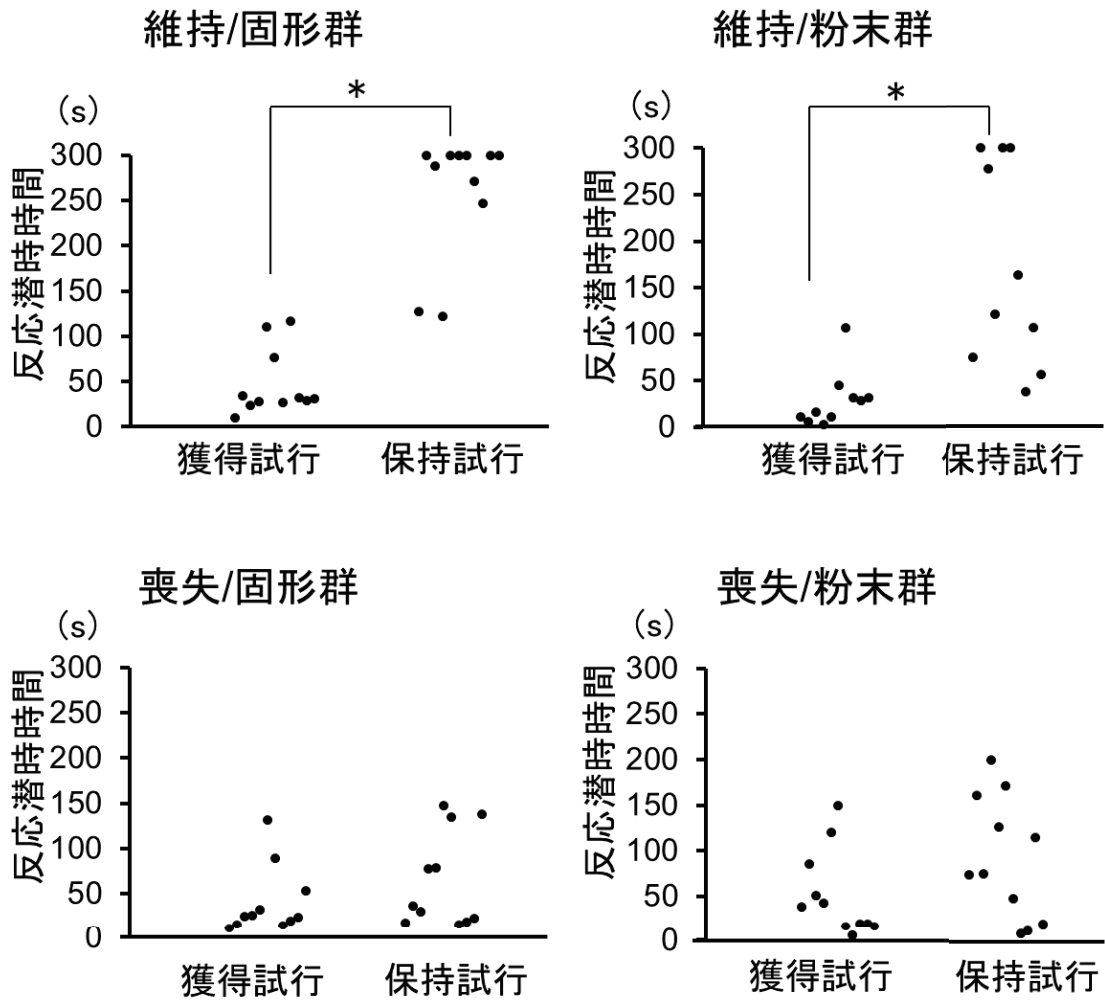 維持/固形群
*
（s）
反応潜時時間
300
250
200
150
100
50
0
獲得試行
保持試行
維持/粉末群
*
（s）
反応潜時時間
300
250
200
150
100
50
0
獲得試行
保持試行
喪失/固形群
（s）
反応潜時時間
300
250
200
150
100
50
0
獲得試行
保持試行
喪失/粉末群
（s）
反応潜時時間
300
250
200
150
100
50
0
獲得試行
保持試行